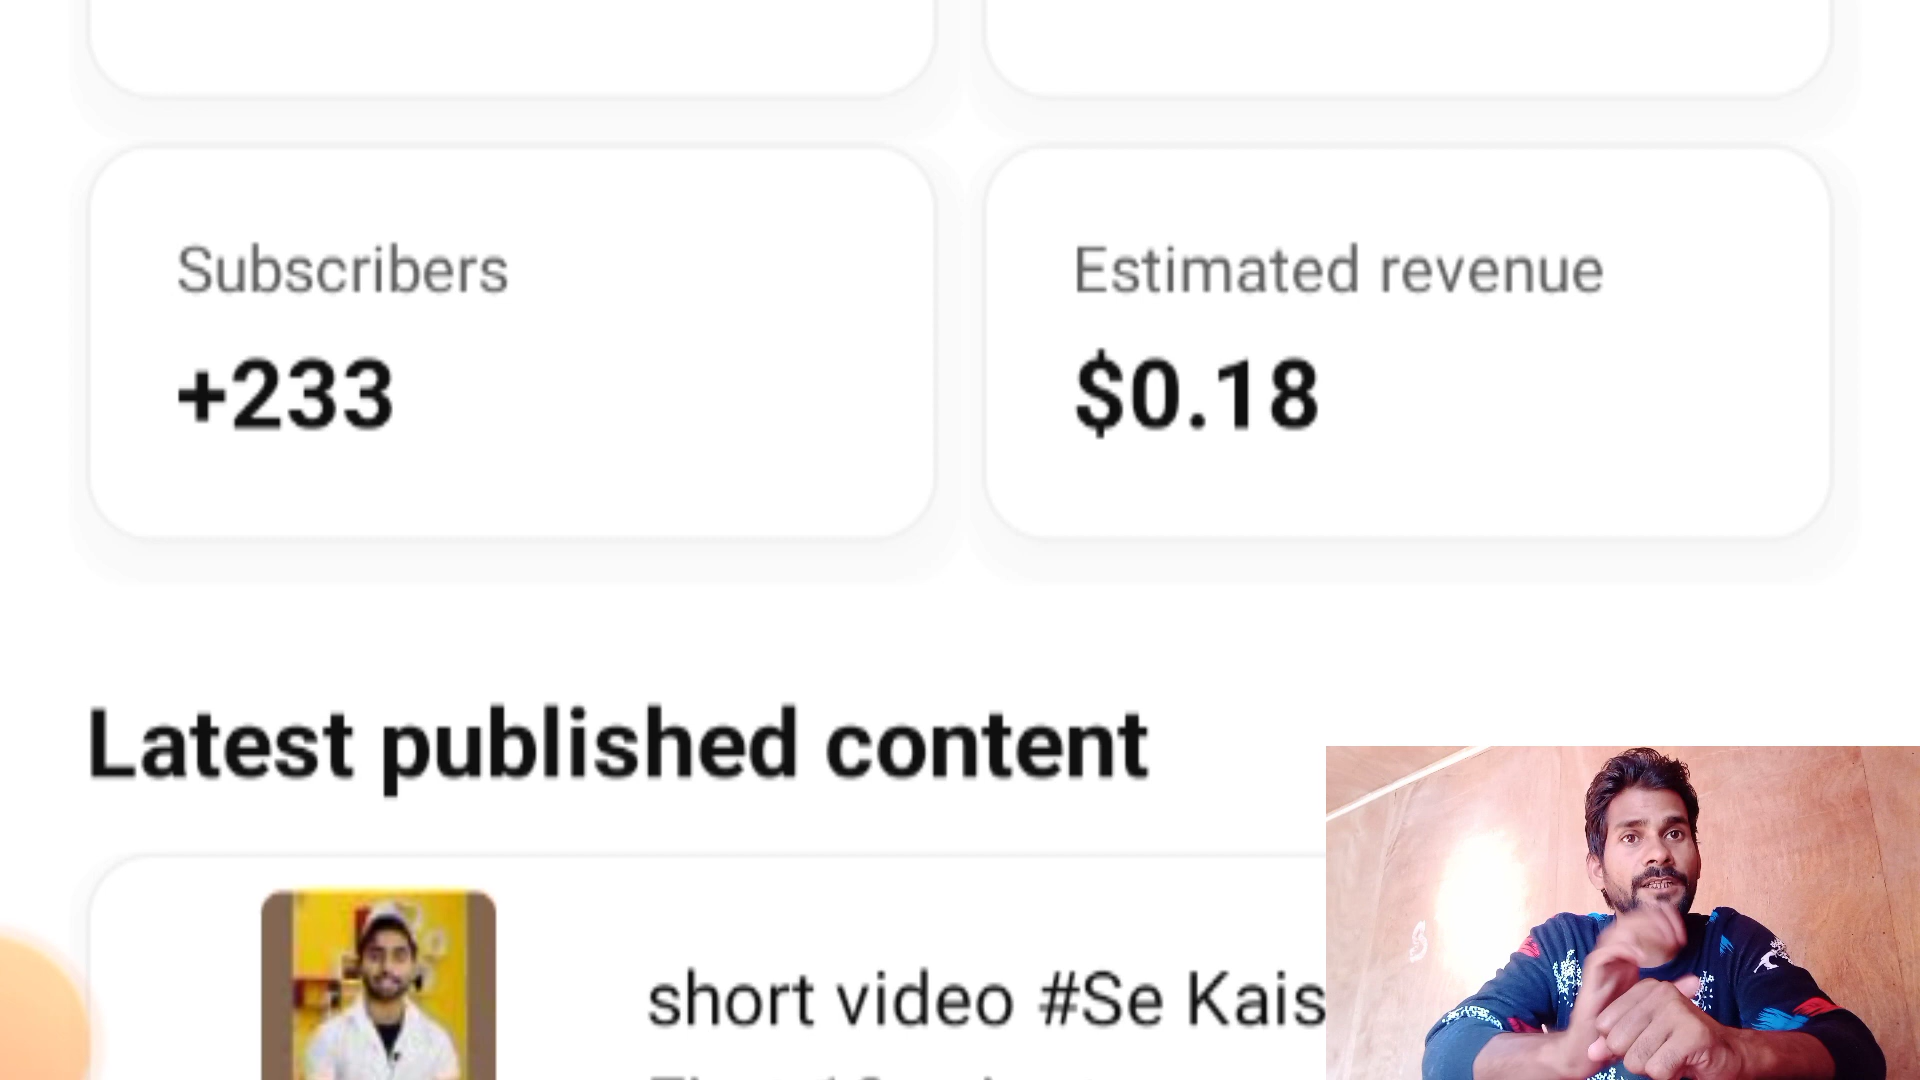 Subscribers
+233
Estimated revenue
$0.18
Latest published content
short video #Se Kais